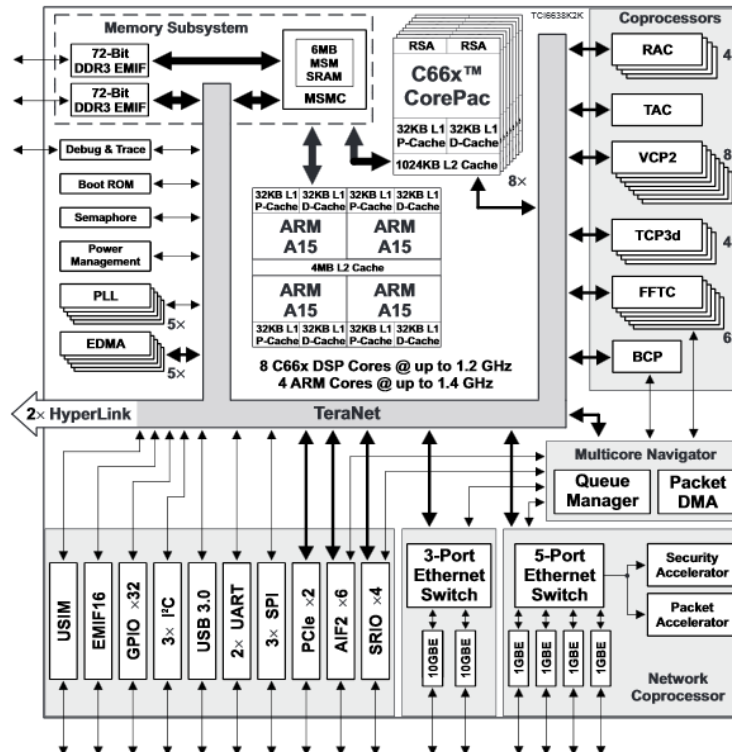 Memory Subsystem
72-Bit
DDR3 EMIF
72-Bit
DDR3 EMIF
6MB
MSM
SRAM
MSMC
Debug & Trace
Boot ROM
Semaphore
Power
Management
PLL
5×
EDMA
5×
TCI6638K2K
RSA RSA
C66x™
CorePac
32KB L1 32KB L1
P-Cache D-Cache
1024KB L2 Cache
8×
32KB L1 32KB L1 32KB L1 32KB L1
P-Cache D-Cache P-Cache D-Cache
ARM ARM
A15 A15
4MB L2 Cache
ARM ARM
A15 A15
32KB L1 32KB L1 32KB L1 32KB L1
P-Cache D-Cache P-Cache D-Cache
8 C66x DSP Cores @ up to 1.2 GHz
4 ARM Cores @ up to 1.4 GHz
Coprocessors
RAC
4
TAC
VCP2
8
TCP3d
4
FFTC
6
BCP
2× HyperLink
TeraNet
Multicore Navigator
Queue
Manager
Packet
DMA
USIM
EMIF16
GPIO ×32
3× I²C
USB 3.0
2× UART
3× SPI
PCIe ×2
AIF2 ×6
SRIO ×4
3-Port
Ethernet
Switch
10GBE
10GBE
5-Port
Ethernet
Switch
1GBE
1GBE
1GBE
1GBE
Security
Accelerator
Packet
Accelerator
Network
Coprocessor